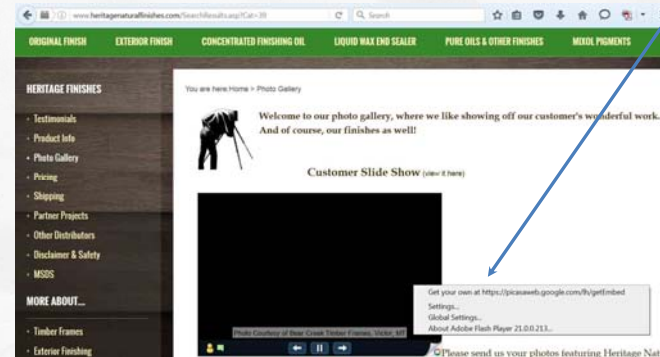 www.heritagenaturalfinishes.com/SearchResults.asp?Cat=39
Search
ORIGINAL FINISH EXTERIOR FINISH CONCENTRATED FINISHING OIL LIQUID WAX END SEALER PURE OILS & OTHER FINISHES MIXOL PIGMENTS
HERITAGE FINISHES
Testimonials
Product Info
Photo Gallery
Pricing
Shipping
Partner Projects
Other Distributors
Disclaimer & Safety
MSDS
MORE ABOUT...
Timber Frames
Exterior Finishing
You are here: Home > Photo Gallery
Welcome to our photo gallery, where we like showing off our customer's wonderful work.
And of course, our finishes as well!
Customer Slide Show (view it here)
Get your own at https://picasaweb.google.com/lh/getEmbed
Settings...
Global Settings...
About Adobe Flash Player 21.0.0.213...
Photo Courtesy of Bear Creek Timber Frames, Victor, MT
Please send us your photos featuring Heritage Nat